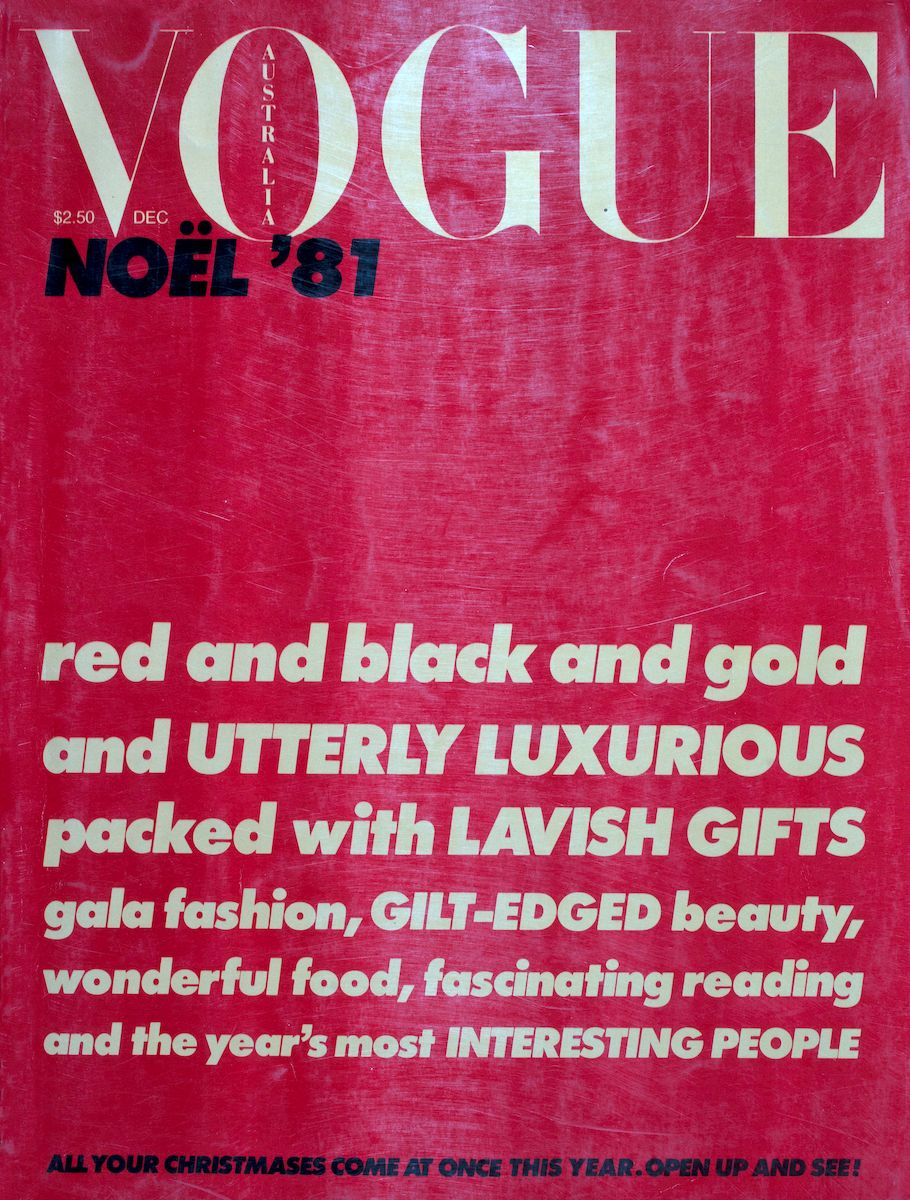 VOGUE
AUSTRALIA
$2.50 DEC
NOËL '81
red and black and gold
and UTTERLY LUXURIOUS
packed with LAVISH GIFTS
gala fashion, GILT-EDGED beauty,
wonderful food, fascinating reading
and the year's most INTERESTING PEOPLE
ALL YOUR CHRISTMASES COME AT ONCE THIS YEAR. OPEN UP AND SEE!